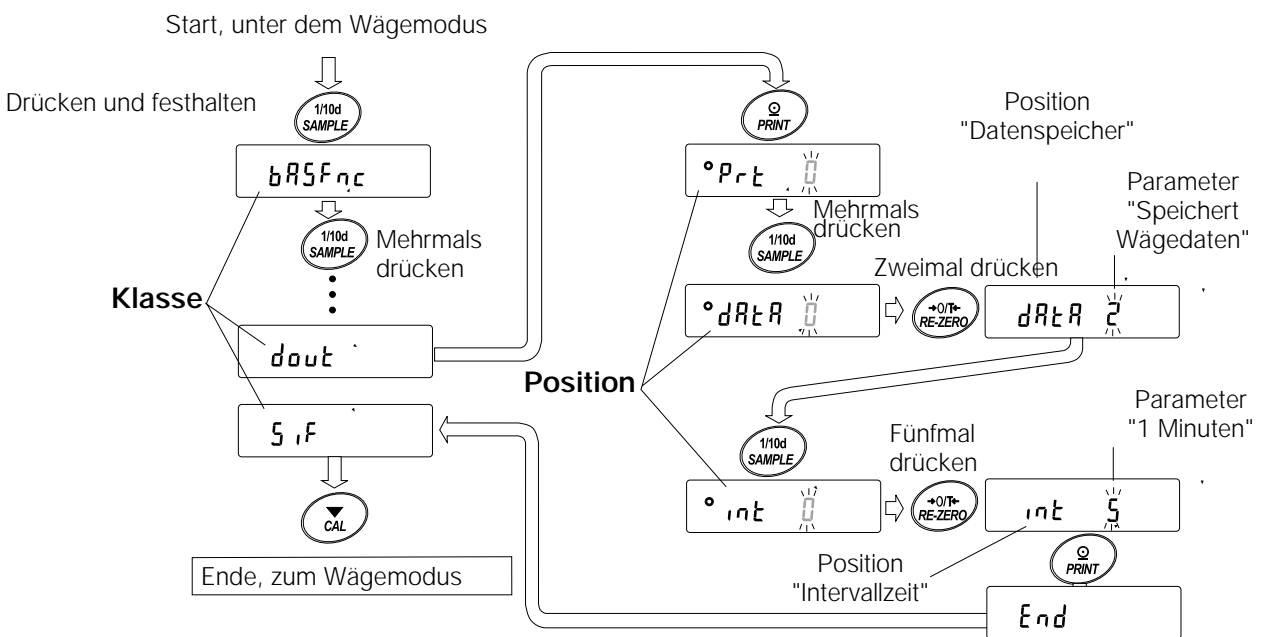 Start, unter dem Wägemodus
Drücken und festhalten
1/10d
SAMPLE
bASFnc
1/10d
SAMPLE
Mehrmals
drücken
Klasse
dout
SiF
CAL
Ende, zum Wägemodus
PRINT
Prt 0
Mehrmals
drücken
1/10d
SAMPLE
Zweimal drücken
dAtA 0
→0/T←
RE-ZERO
dAtA 2
Position
"Datenspeicher"
Parameter
"Speichert
Wägedaten"
Position
1/10d
SAMPLE
Fünfmal
drücken
int 0
→0/T←
RE-ZERO
int 5
Parameter
"1 Minuten"
Position
"Intervallzeit"
PRINT
End